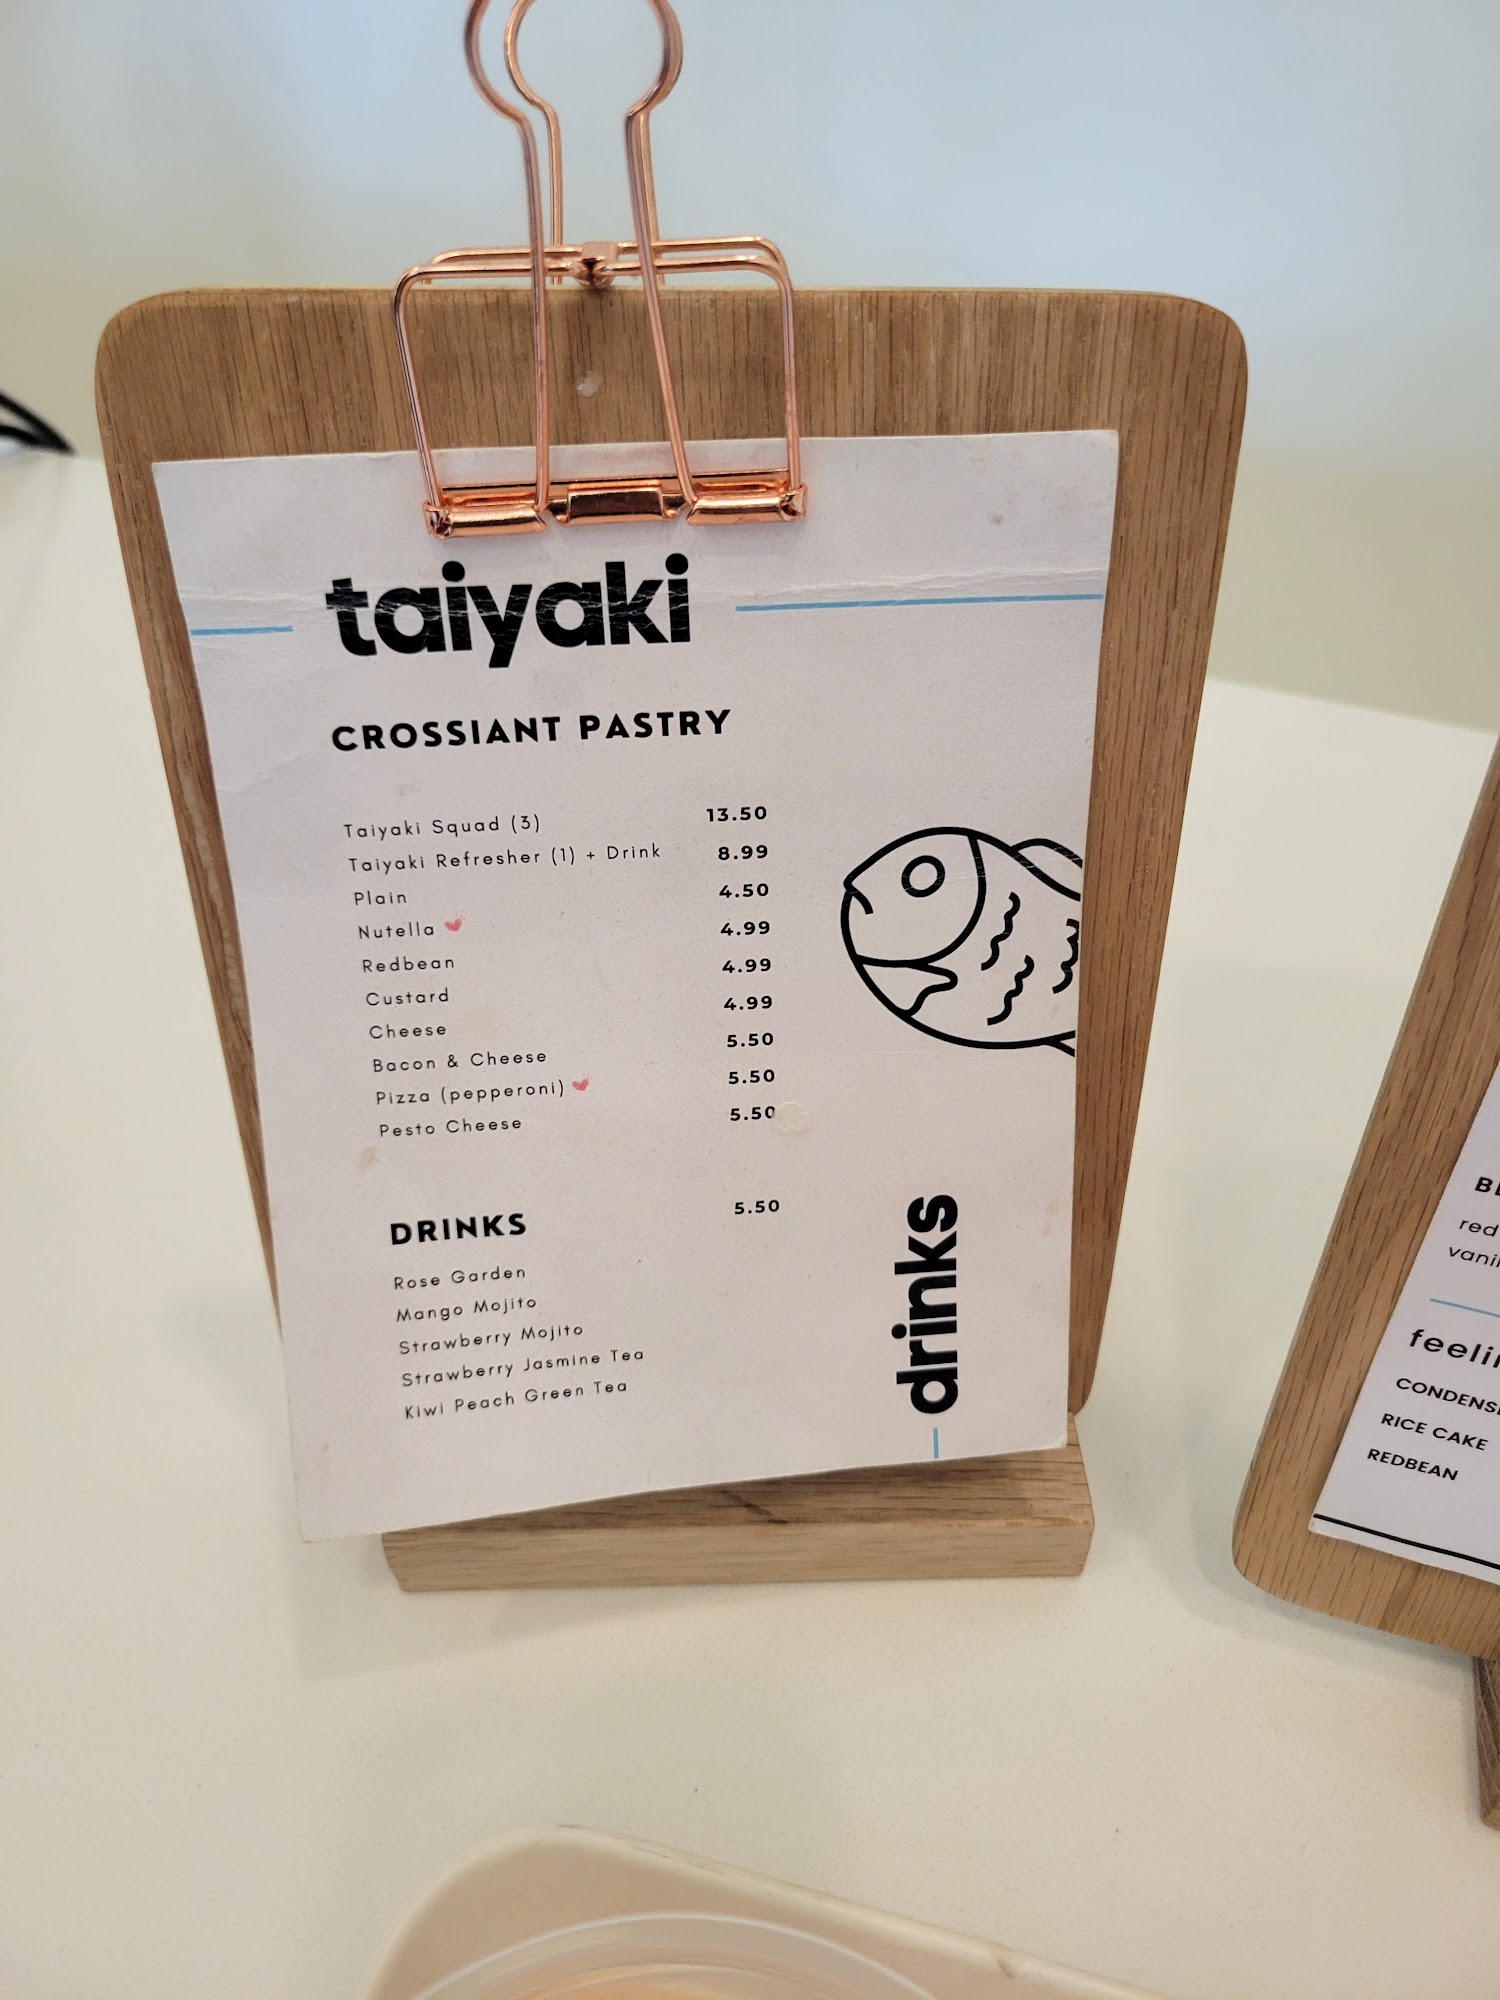 taiyaki
CROSSIANT PASTRY
Taiyaki Squad (3)
Taiyaki Refresher (1) + Drink
Plain
Nutella
Redbean
Custard
Cheese
Bacon & Cheese
Pizza (pepperoni)
Pesto Cheese
13.50
8.99
4.50
4.99
4.99
4.99
5.50
5.50
5.50
DRINKS 5.50
Rose Garden
Mango Mojito
Strawberry Mojito
Strawberry Jasmine Tea
Kiwi Peach Green Tea
drinks
red
RICE CAKE
REDBEAN